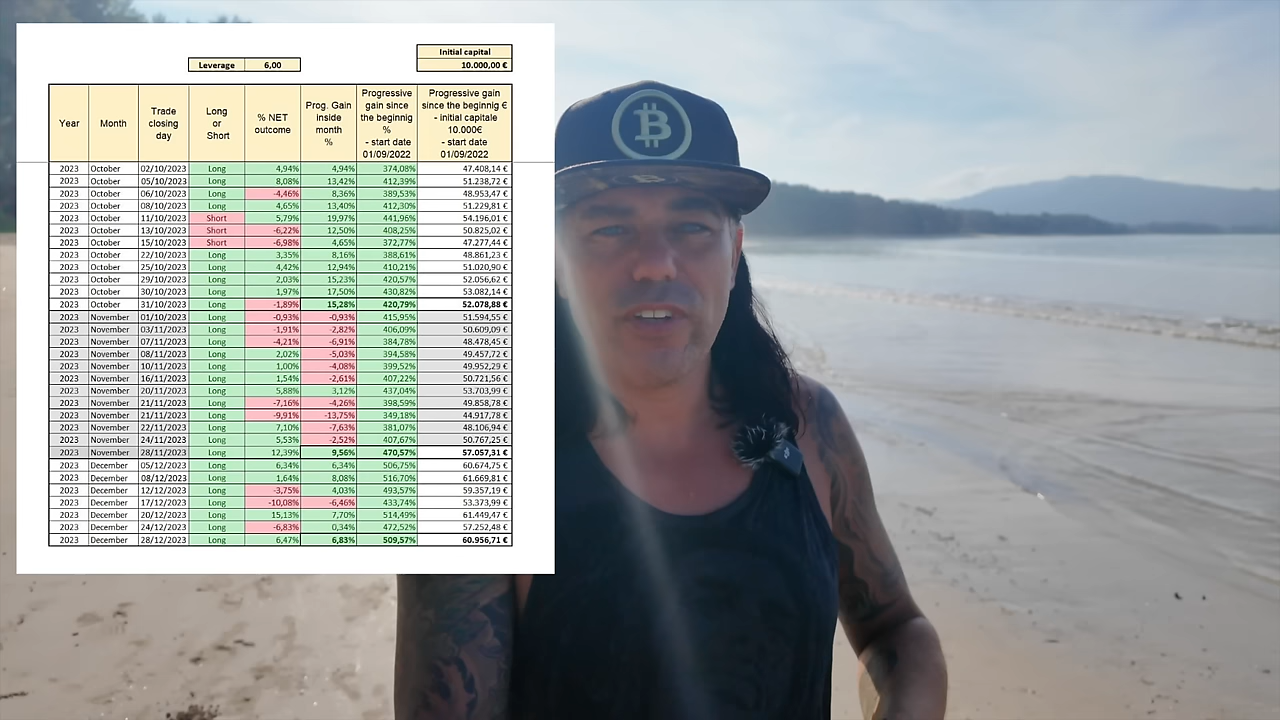 Initial capital
Leverage 6,00 10.000,00 €
Year Month Trade closing day Long or Short % NET outcome Prog. Gain inside month % Progressive gain since the beginnig % - start date 01/09/2022 Progressive gain since the beginnig € - initial capitale 10.000€ - start date 01/09/2022
2023 October 02/10/2023 Long 4,94% 4,94% 374,08% 47.408,14 €
2023 October 05/10/2023 Long 8,08% 13,42% 412,39% 51.238,72 €
2023 October 06/10/2023 Long -4,46% 8,36% 389,53% 48.953,47 €
2023 October 08/10/2023 Long 4,65% 13,40% 412,30% 51.229,81 €
2023 October 11/10/2023 Short 5,79% 19,97% 441,96% 54.196,01 €
2023 October 13/10/2023 Short -6,22% 12,50% 408,25% 50.825,02 €
2023 October 15/10/2023 Short -6,98% 4,65% 372,77% 47.277,44 €
2023 October 22/10/2023 Long 3,35% 8,16% 388,61% 48.861,23 €
2023 October 25/10/2023 Long 4,42% 12,94% 410,21% 51.020,90 €
2023 October 29/10/2023 Long 2,03% 15,23% 420,57% 52.056,62 €
2023 October 30/10/2023 Long 1,97% 17,50% 430,82% 53.082,14 €
2023 October 31/10/2023 Long -1,89% 15,28% 420,79% 52.078,88 €
2023 November 01/10/2023 Long -0,93% -0,93% 415,95% 51.594,55 €
2023 November 03/11/2023 Long -1,91% -2,82% 406,09% 50.609,09 €
2023 November 07/11/2023 Long -4,21% -6,91% 384,78% 48.478,45 €
2023 November 08/11/2023 Long 2,02% -5,03% 394,58% 49.457,72 €
2023 November 10/11/2023 Long 1,00% -4,08% 399,52% 49.952,29 €
2023 November 16/11/2023 Long 1,54% -2,61% 407,22% 50.721,56 €
2023 November 20/11/2023 Long 5,88% 3,12% 437,04% 53.703,99 €
2023 November 21/11/2023 Long -7,16% -4,26% 398,59% 49.858,78 €
2023 November 21/11/2023 Long -9,91% -13,75% 349,18% 44.917,78 €
2023 November 22/11/2023 Long 7,10% -7,63% 381,07% 48.106,94 €
2023 November 24/11/2023 Long 5,53% -2,52% 407,67% 50.767,25 €
2023 November 28/11/2023 Long 12,39% 9,56% 470,57% 57.057,31 €
2023 December 05/12/2023 Long 6,34% 6,34% 506,75% 60.674,75 €
2023 December 08/12/2023 Long 1,64% 8,08% 516,70% 61.669,81 €
2023 December 12/12/2023 Long -3,75% 4,03% 493,57% 59.357,19 €
2023 December 17/12/2023 Long -10,08% -6,46% 433,74% 53.373,99 €
2023 December 20/12/2023 Long 15,13% 7,70% 514,49% 61.449,47 €
2023 December 24/12/2023 Long -6,83% 0,34% 472,52% 57.252,48 €
2023 December 28/12/2023 Long 6,47% 6,83% 509,57% 60.956,71 €